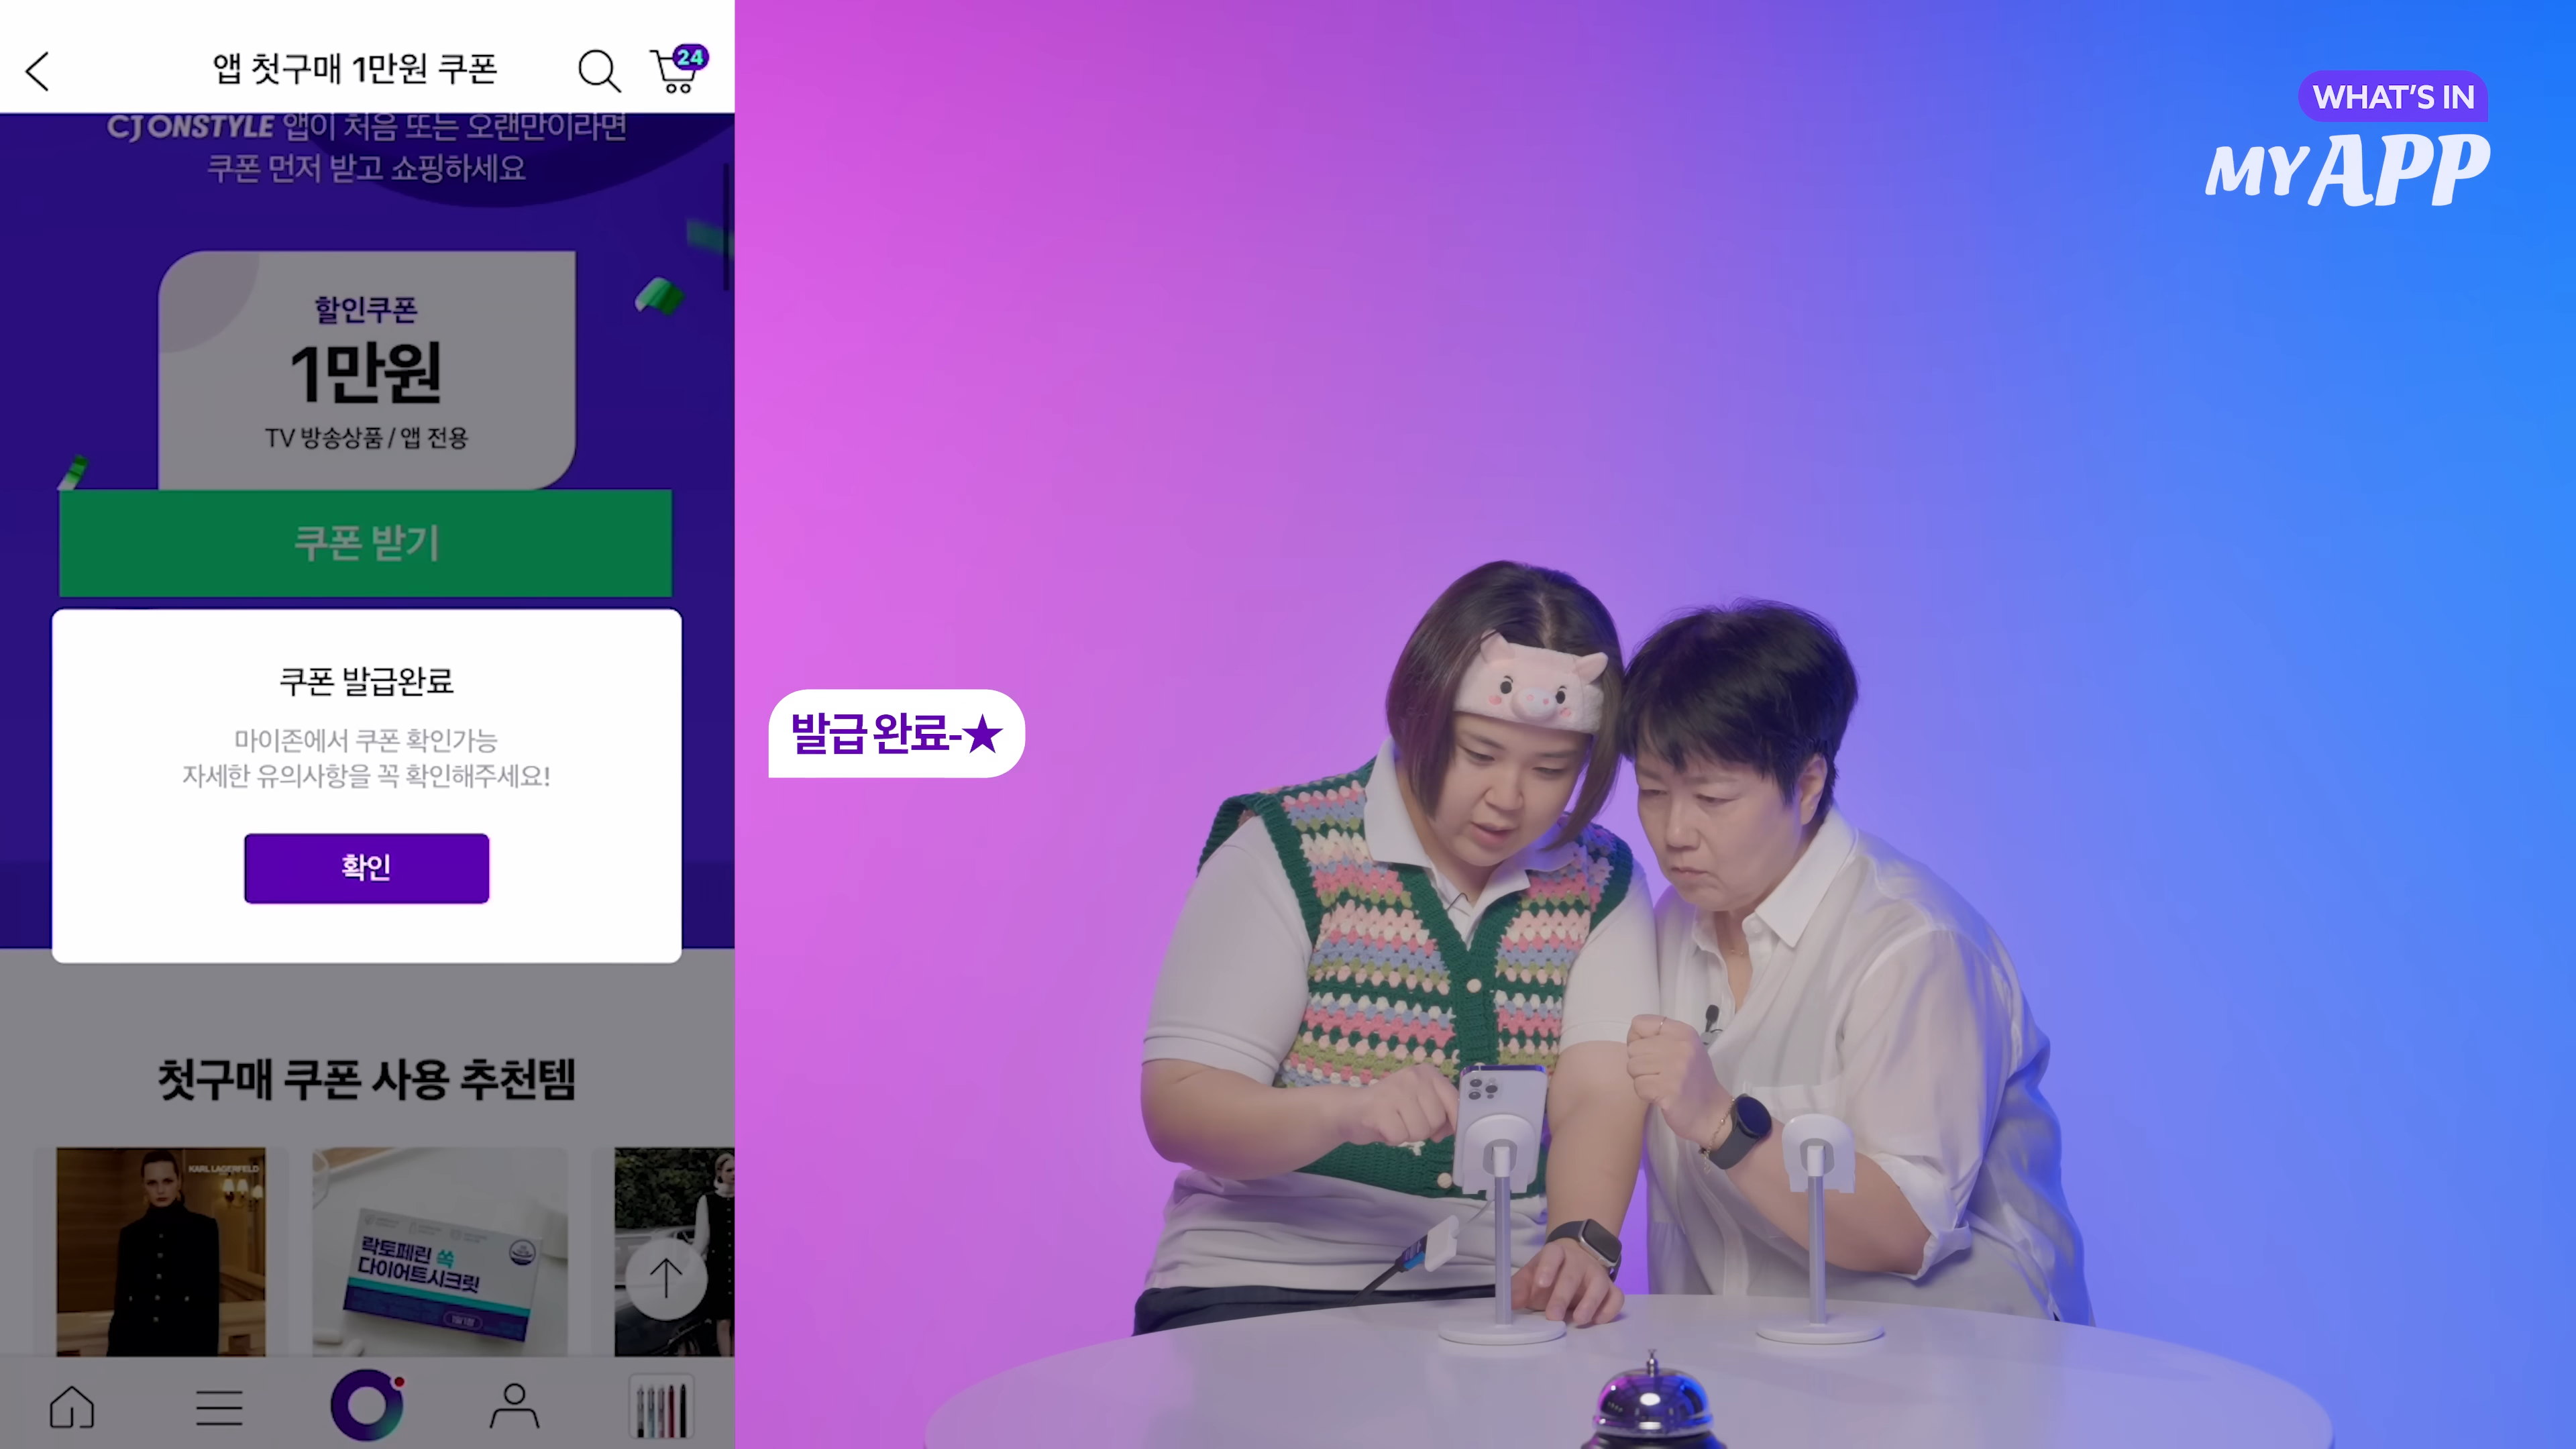 앱 첫구매 1만원 쿠폰
24
CJ ONSTYLE 앱이 처음 또는 오랜만이라면
쿠폰 먼저 받고 쇼핑하세요
할인쿠폰
1만원
TV 방송상품 / 앱 전용
쿠폰 받기
쿠폰 발급완료
마이존에서 쿠폰 확인가능
자세한 유의사항을 꼭 확인해주세요!
확인
첫구매 쿠폰 사용 추천템
KARL LAGERFELD
락토페린 쏙
다이어트시크릿
발급 완료-★
WHAT'S IN
MY APP